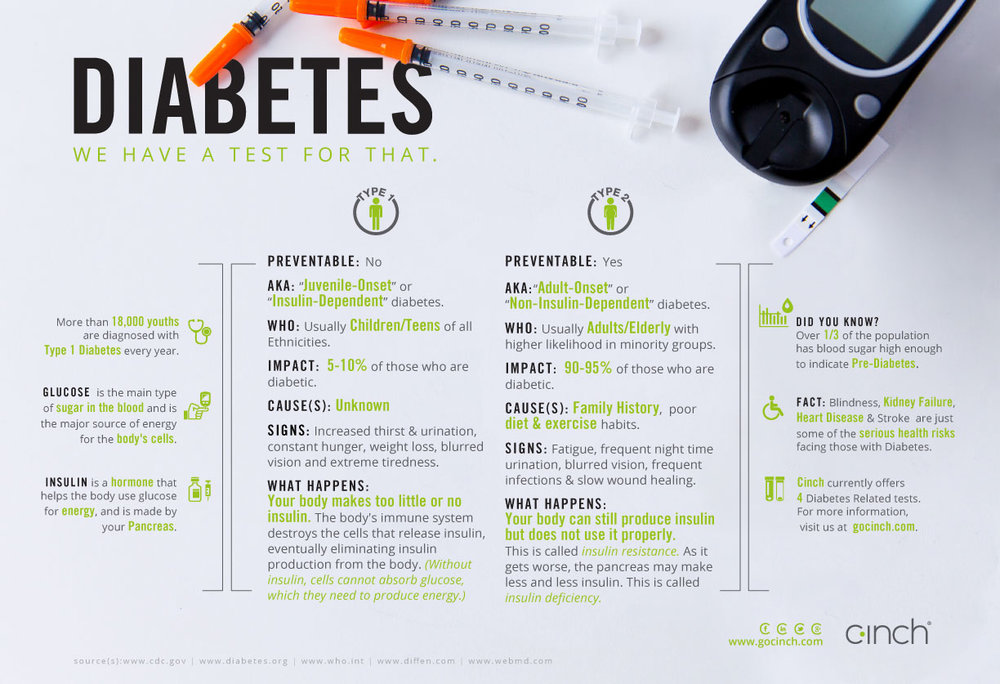 DIABETES
WE HAVE A TEST FOR THAT.
TYPE 1
PREVENTABLE: No
AKA: “Juvenile-Onset” or
“Insulin-Dependent” diabetes.
WHO: Usually Children/Teens of all
Ethnicities.
IMPACT: 5-10% of those who are
diabetic.
CAUSE(S): Unknown
SIGNS: Increased thirst & urination,
constant hunger, weight loss, blurred
vision and extreme tiredness.
WHAT HAPPENS:
Your body makes too little or no
insulin. The body's immune system
destroys the cells that release insulin,
eventually eliminating insulin
production from the body. (Without
insulin, cells cannot absorb glucose,
which they need to produce energy.)
TYPE 2
PREVENTABLE: Yes
AKA:“Adult-Onset” or
“Non-Insulin-Dependent” diabetes.
WHO: Usually Adults/Elderly with
higher likelihood in minority groups.
IMPACT: 90-95% of those who are
diabetic.
CAUSE(S): Family History, poor
diet & exercise habits.
SIGNS: Fatigue, frequent night time
urination, blurred vision, frequent
infections & slow wound healing.
WHAT HAPPENS:
Your body can still produce insulin
but does not use it properly.
This is called insulin resistance. As it
gets worse, the pancreas may make
less and less insulin. This is called
insulin deficiency.
More than 18,000 youths
are diagnosed with
Type 1 Diabetes every year.
GLUCOSE is the main type
of sugar in the blood and is
the major source of energy
for the body's cells.
INSULIN is a hormone that
helps the body use glucose
for energy, and is made by
your Pancreas.
DID YOU KNOW?
Over 1/3 of the population
has blood sugar high enough
to indicate Pre-Diabetes.
FACT: Blindness, Kidney Failure,
Heart Disease & Stroke are just
some of the serious health risks
facing those with Diabetes.
Cinch currently offers
4 Diabetes Related tests.
For more information,
visit us at gocinch.com.
www.gocinch.com
cinch®
source(s):www.cdc.gov | www.diabetes.org | www.who.int | www.diffen.com | www.webmd.com